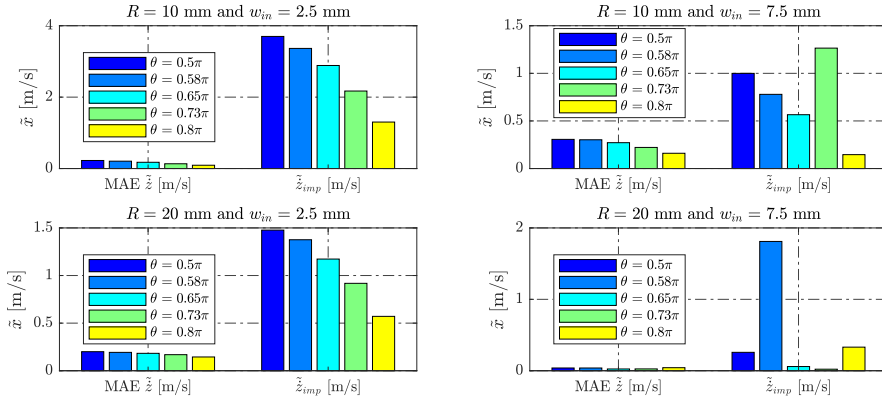 R = 10 mm and w_in = 2.5 mm
x̃ [m/s]
4
2
0
θ = 0.5π
θ = 0.58π
θ = 0.65π
θ = 0.73π
θ = 0.8π
MAE ż̃ [m/s]
ż̃_imp [m/s]
R = 10 mm and w_in = 7.5 mm
x̃ [m/s]
1.5
1
0.5
0
θ = 0.5π
θ = 0.58π
θ = 0.65π
θ = 0.73π
θ = 0.8π
MAE ż̃ [m/s]
ż̃_imp [m/s]
R = 20 mm and w_in = 2.5 mm
x̃ [m/s]
1.5
1
0.5
0
θ = 0.5π
θ = 0.58π
θ = 0.65π
θ = 0.73π
θ = 0.8π
MAE ż̃ [m/s]
ż̃_imp [m/s]
R = 20 mm and w_in = 7.5 mm
x̃ [m/s]
2
1
0
θ = 0.5π
θ = 0.58π
θ = 0.65π
θ = 0.73π
θ = 0.8π
MAE ż̃ [m/s]
ż̃_imp [m/s]